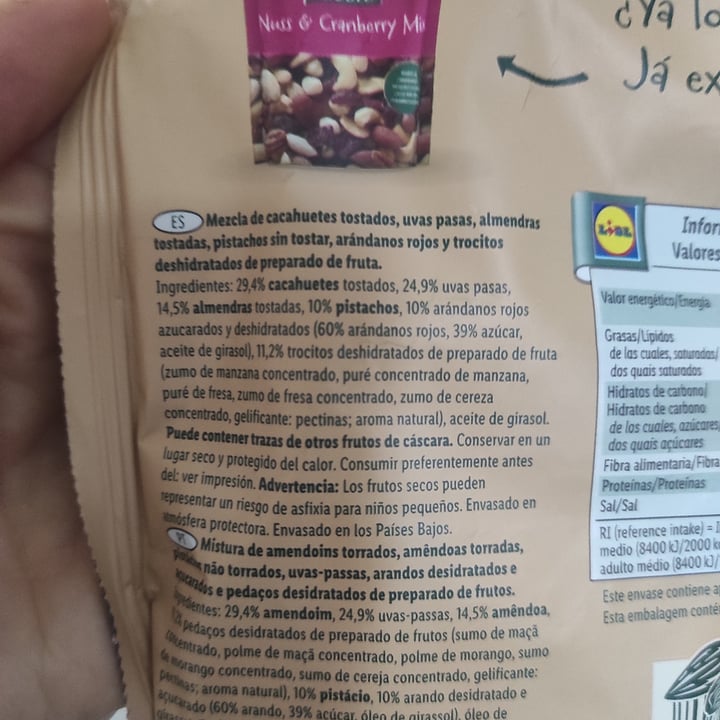 Nuss & Cranberry Mi
¿Ya lo
Já ex
ES Mezcla de cacahuetes tostados, uvas pasas, almendras
tostadas, pistachos sin tostar, arándanos rojos y trocitos
deshidratados de preparado de fruta.
Ingredientes: 29,4% cacahuetes tostados, 24,9% uvas pasas,
14,5% almendras tostadas, 10% pistachos, 10% arándanos rojos
azucarados y deshidratados (60% arándanos rojos, 39% azúcar,
aceite de girasol), 11,2% trocitos deshidratados de preparado de fruta
(zumo de manzana concentrado, puré concentrado de manzana,
puré de fresa, zumo de fresa concentrado, zumo de cereza
concentrado, gelificante: pectinas; aroma natural), aceite de girasol.
Puede contener trazas de otros frutos de cáscara. Conservar en un
lugar seco y protegido del calor. Consumir preferentemente antes
del: ver impresión. Advertencia: Los frutos secos pueden
representar un riesgo de asfixia para niños pequeños. Envasado en
atmósfera protectora. Envasado en los Países Bajos.
PT Mistura de amendoins torrados, amêndoas torradas,
pistácios não torrados, uvas-passas, arandos desidratados e
açucarados e pedaços desidratados de preparado de frutos.
Ingredientes: 29,4% amendoim, 24,9% uvas-passas, 14,5% amêndoa,
pedaços desidratados de preparado de frutos (sumo de maçã
concentrado, polme de maçã concentrado, polme de morango, sumo
de morango concentrado, sumo de cereja concentrado, gelificante:
pectinas; aroma natural), 10% pistácio, 10% arando desidratado e
açucarado (60% arando, 39% açúcar, óleo de girassol), óleo de
LIDL
Infor
Valores
Valor energético/Energia
Grasas/Lípidos
de las cuales, saturadas/
dos quais saturados
Hidratos de carbono/
Hidratos de carbono
de los cuales, azúcares/
dos quais açúcares
Fibra alimentaria/Fibra
Proteínas/Proteínas
Sal/Sal
RI (reference intake) = I
medio (8400 kJ/2000 k
adulto médio (8400 kJ/
Este envase contiene a
Esta embalagem conté